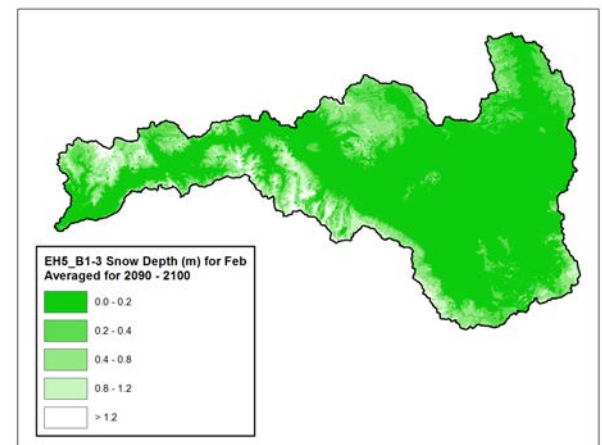 EH5_B1-3 Snow Depth (m) for Feb
Averaged for 2090 - 2100
0.0 - 0.2
0.2 - 0.4
0.4 - 0.8
0.8 - 1.2
> 1.2